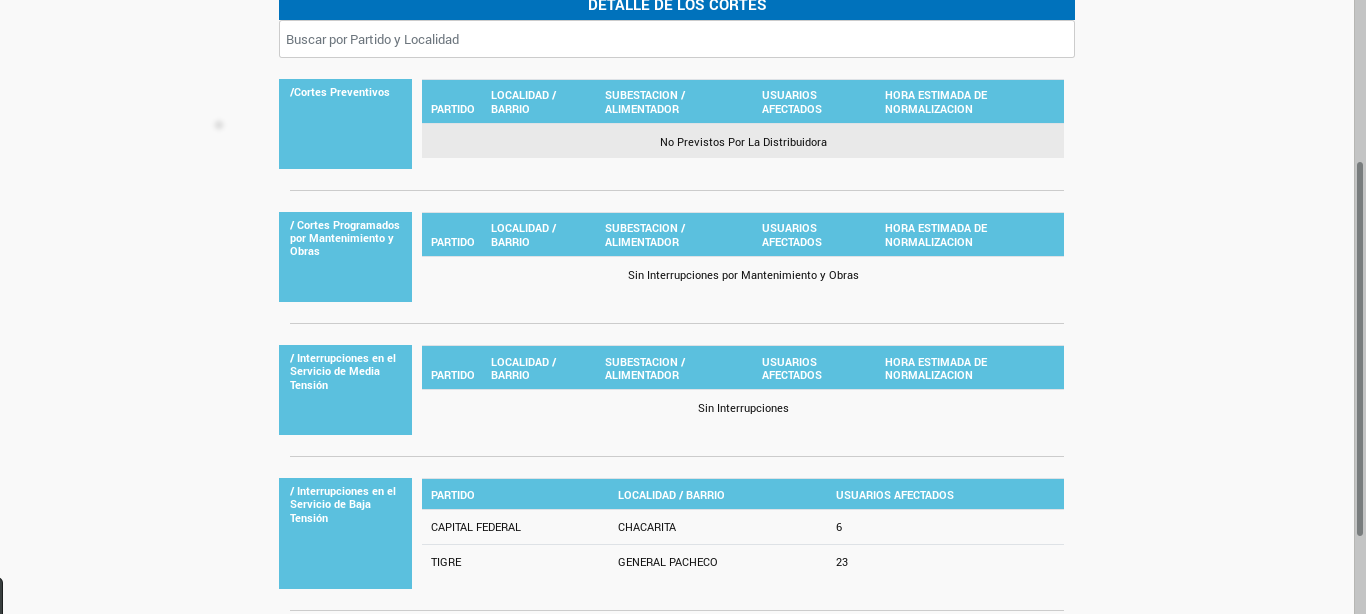 DETALLE DE LOS CORTES
Buscar por Partido y Localidad
/Cortes Preventivos
PARTIDO
LOCALIDAD /
BARRIO
SUBESTACION /
ALIMENTADOR
USUARIOS
AFECTADOS
HORA ESTIMADA DE
NORMALIZACION
No Previstos Por La Distribuidora
/ Cortes Programados
por Mantenimiento y
Obras
PARTIDO
LOCALIDAD /
BARRIO
SUBESTACION /
ALIMENTADOR
USUARIOS
AFECTADOS
HORA ESTIMADA DE
NORMALIZACION
Sin Interrupciones por Mantenimiento y Obras
/ Interrupciones en el
Servicio de Media
Tensión
PARTIDO
LOCALIDAD /
BARRIO
SUBESTACION /
ALIMENTADOR
USUARIOS
AFECTADOS
HORA ESTIMADA DE
NORMALIZACION
Sin Interrupciones
/ Interrupciones en el
Servicio de Baja
Tensión
PARTIDO LOCALIDAD / BARRIO USUARIOS AFECTADOS
CAPITAL FEDERAL CHACARITA 6
TIGRE GENERAL PACHECO 23